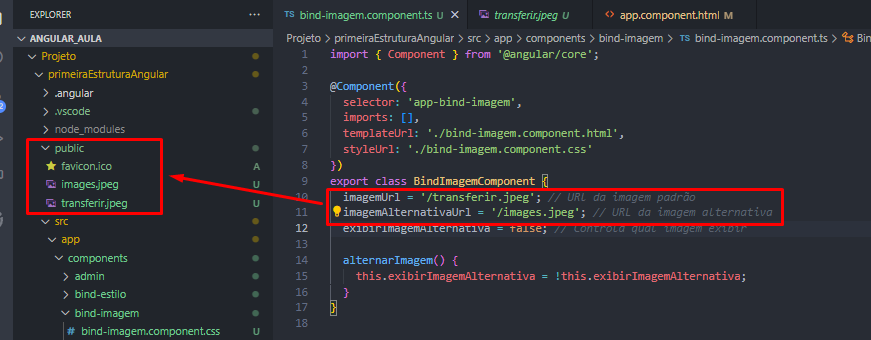 EXPLORER
ANGULAR_AULA
Projeto
primeiraEstruturaAngular
.angular
.vscode
node_modules
public
favicon.ico A
images.jpeg U
transferir.jpeg U
src
app
components
admin
bind-estilo
bind-imagem
# bind-imagem.component.css U
TS bind-imagem.component.ts U
transferir.jpeg U
app.component.html M
Projeto > primeiraEstruturaAngular > src > app > components > bind-imagem > TS bind-imagem.component.ts >
1 import { Component } from '@angular/core';
2
3 @Component({
4 selector: 'app-bind-imagem',
5 imports: [],
6 templateUrl: './bind-imagem.component.html',
7 styleUrl: './bind-imagem.component.css'
8 })
9 export class BindImagemComponent {
10 imagemUrl = '/transferir.jpeg'; // URL da imagem padrão
11 imagemAlternativaUrl = '/images.jpeg'; // URL da imagem alternativa
12 exibirImagemAlternativa = false; // Controla qual imagem exibir
13
14 alternarImagem() {
15 this.exibirImagemAlternativa = !this.exibirImagemAlternativa;
16 }
17 }
18